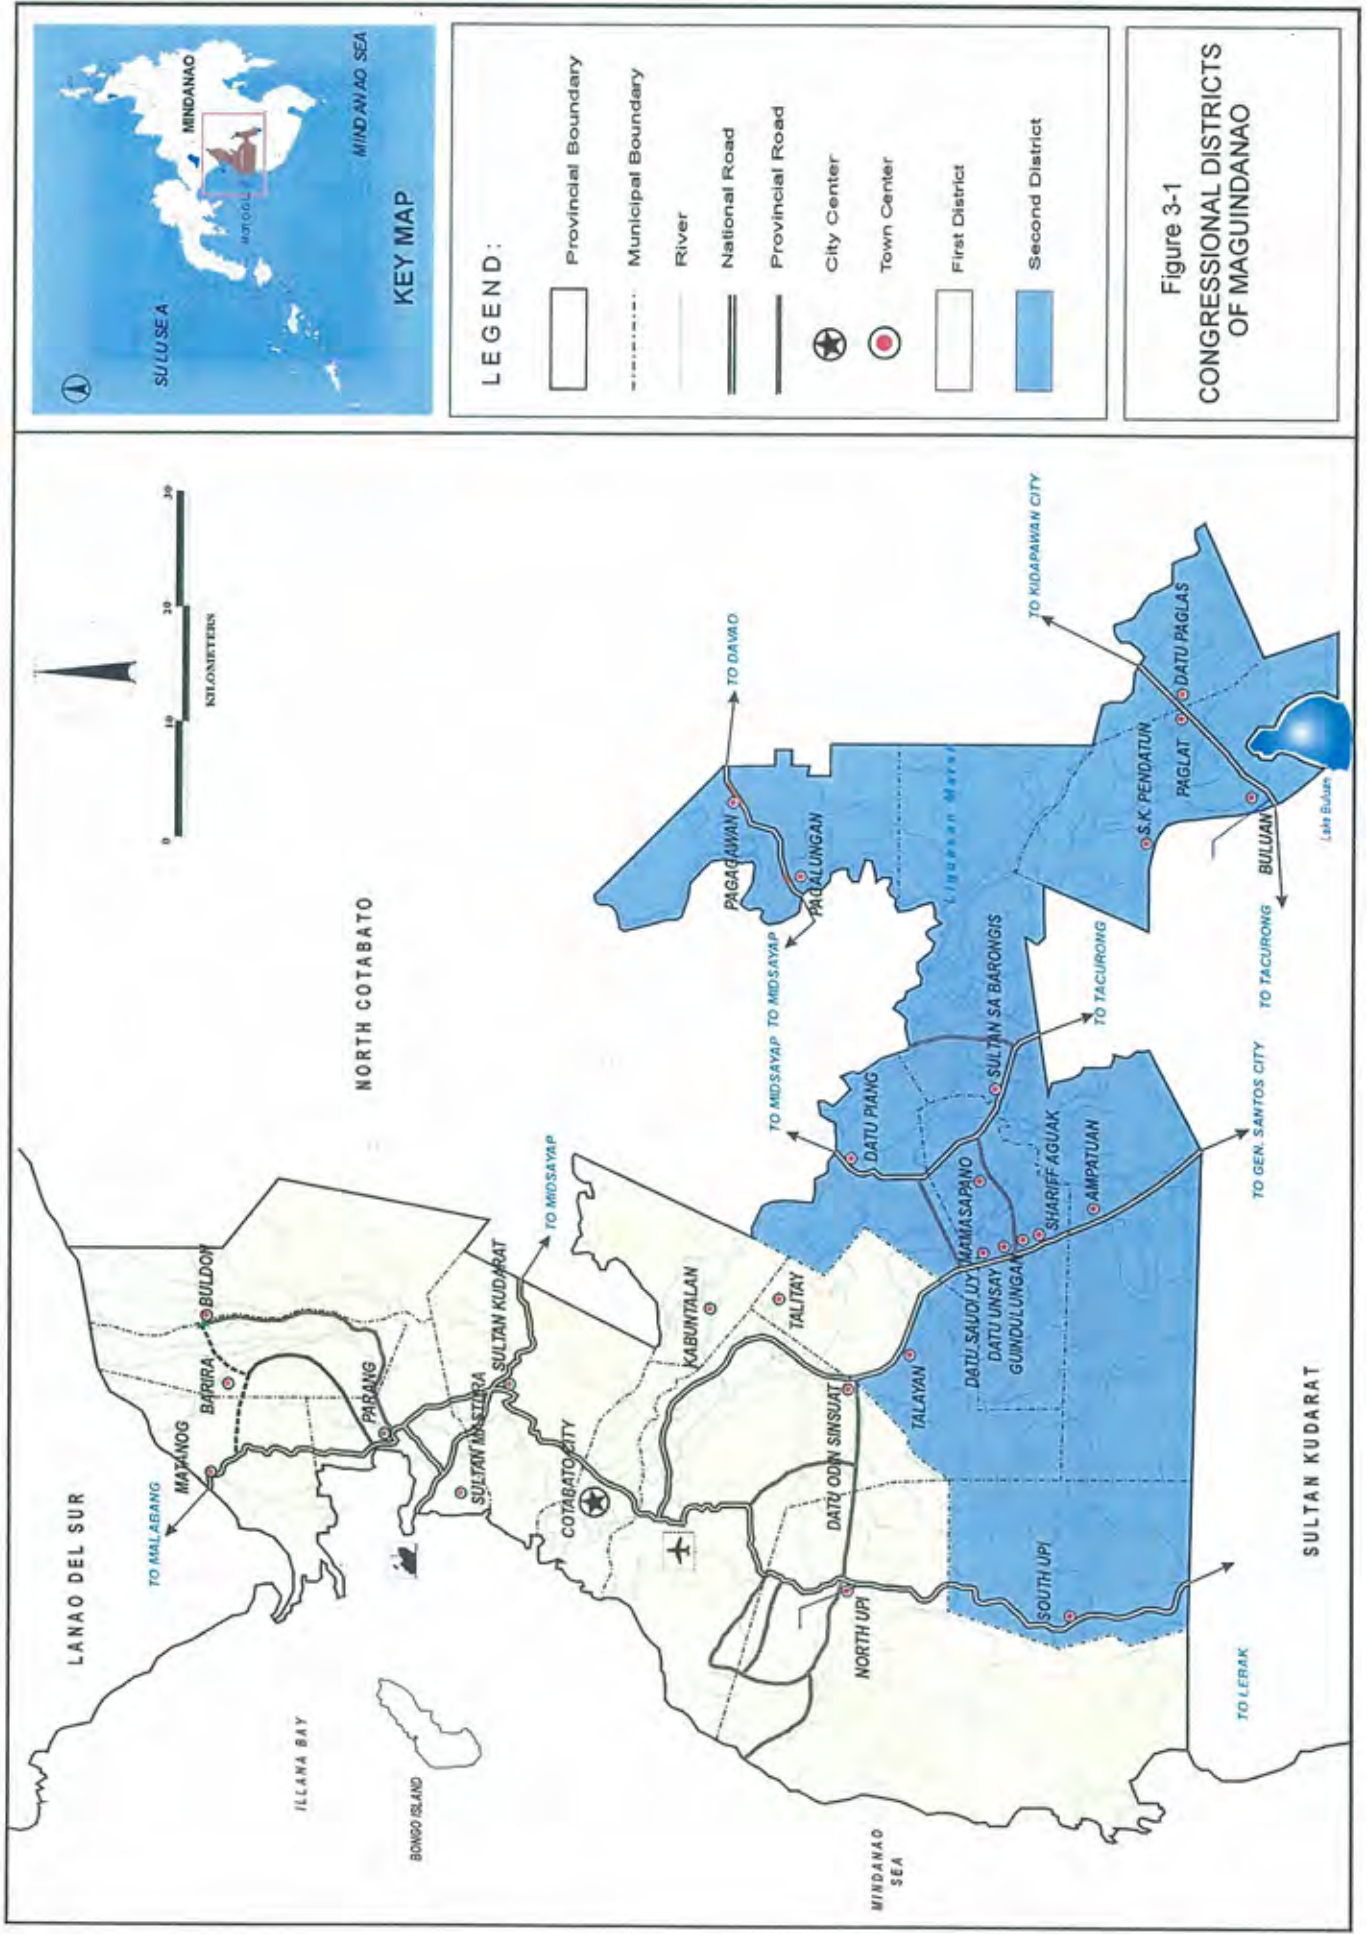 LANAO DEL SUR
TO MALABANG
MATANOG
BARIRA
BULDON
ILLANA BAY
BONGO ISLAND
PARANG
NORTH COTABATO
SULTAN MASTURA
SULTAN KUDARAT
TO MIDSAYAP
COTABATO CITY
KABUNTALAN
TALITAY
DATU ODIN SINSUAT
NORTH UPI
MINDANAO
SEA
TALAYAN
DATU PIANG
TO MIDSAYAP
TO MIDSAYAP
PAGAGAWAN
PAGALUNGAN
TO DAVAO
Liguasan Marsh
DATU SAUDI UY
MAMASAPANO
DATU UNSAY
GUINDULUNGAN
SHARIFF AGUAK
AMPATUAN
SULTAN SA BARONGIS
TO TACURONG
SOUTH UPI
TO LEBAK
SULTAN KUDARAT
TO GEN. SANTOS CITY
TO TACURONG
TO KIDAPAWAN CITY
S.K. PENDATUN
PAGLAT
DATU PAGLAS
BULUAN
Lake Buluan
0 10 20 30
KILOMETERS
SULU SEA
MINDANAO
MINDANAO SEA
KEY MAP
LEGEND:
Provincial Boundary
Municipal Boundary
River
National Road
Provincial Road
City Center
Town Center
First District
Second District
Figure 3-1
CONGRESSIONAL DISTRICTS
OF MAGUINDANAO